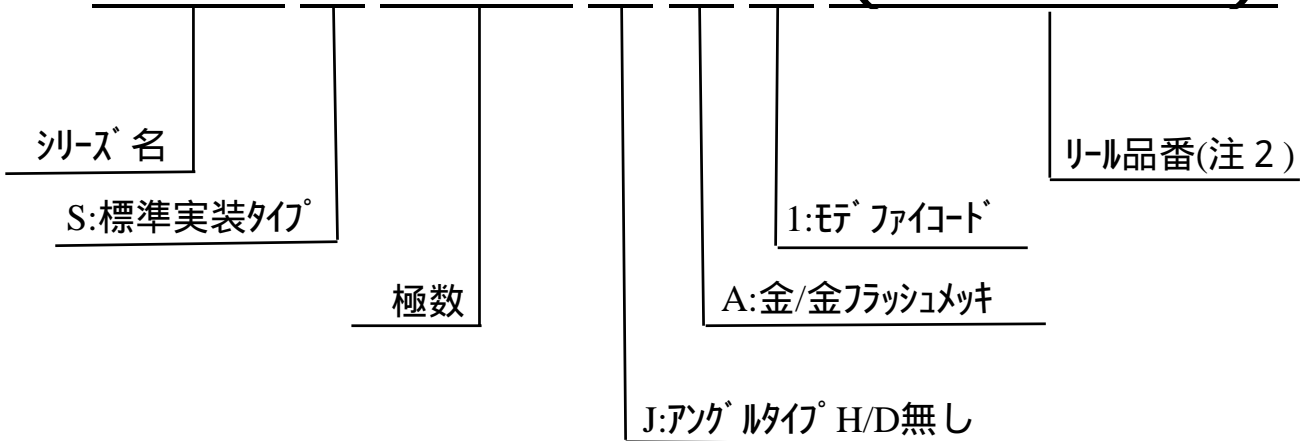 シリーズ名
リール品番(注２)
S:標準実装タイプ
1:モデファイコード
極数
A:金/金フラッシュメッキ
J:アングルタイプH/D無し